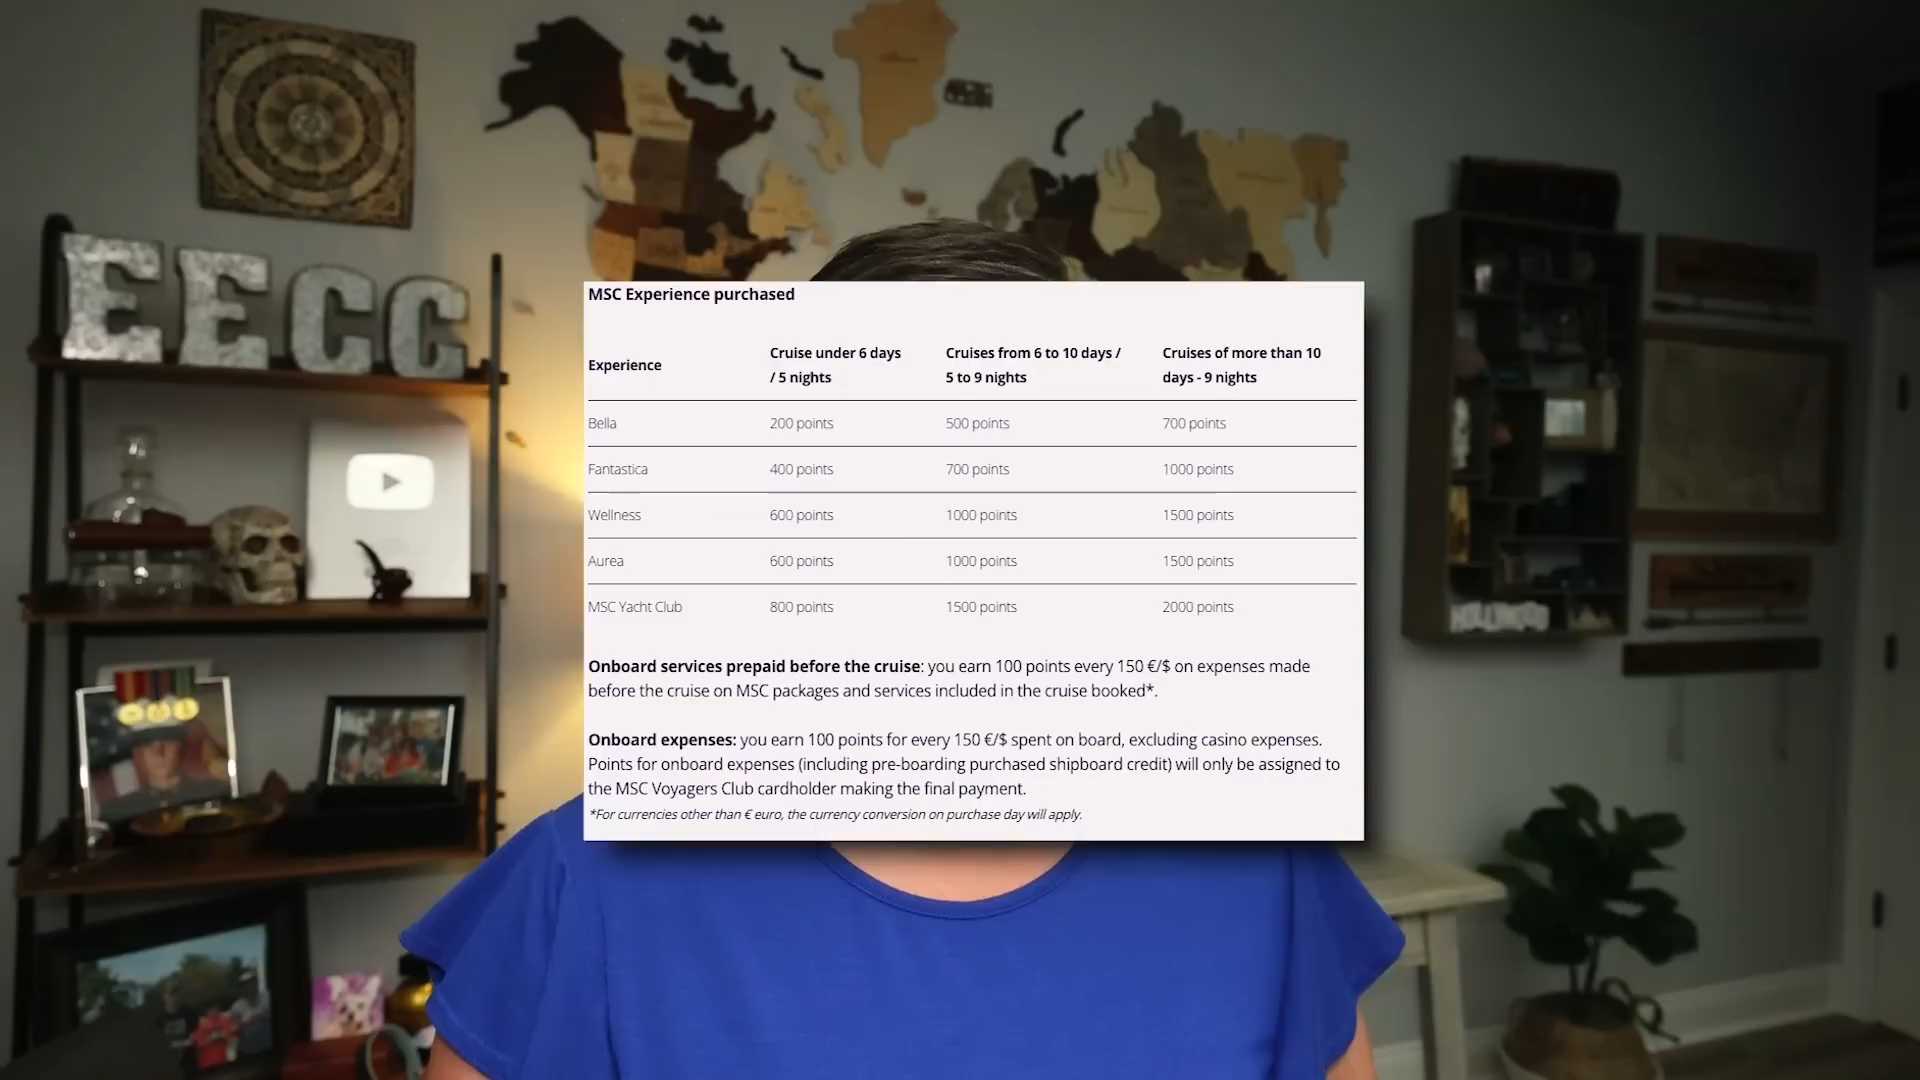 EECC
MSC Experience purchased
Experience
Cruise under 6 days
/ 5 nights
Cruises from 6 to 10 days /
5 to 9 nights
Cruises of more than 10
days - 9 nights
Bella 200 points 500 points 700 points
Fantastica 400 points 700 points 1000 points
Wellness 600 points 1000 points 1500 points
Aurea 600 points 1000 points 1500 points
MSC Yacht Club 800 points 1500 points 2000 points
Onboard services prepaid before the cruise: you earn 100 points every 150 €/$ on expenses made
before the cruise on MSC packages and services included in the cruise booked*.
Onboard expenses: you earn 100 points for every 150 €/$ spent on board, excluding casino expenses.
Points for onboard expenses (including pre-boarding purchased shipboard credit) will only be assigned to
the MSC Voyagers Club cardholder making the final payment.
*For currencies other than € euro, the currency conversion on purchase day will apply.
HOLLYWOOD